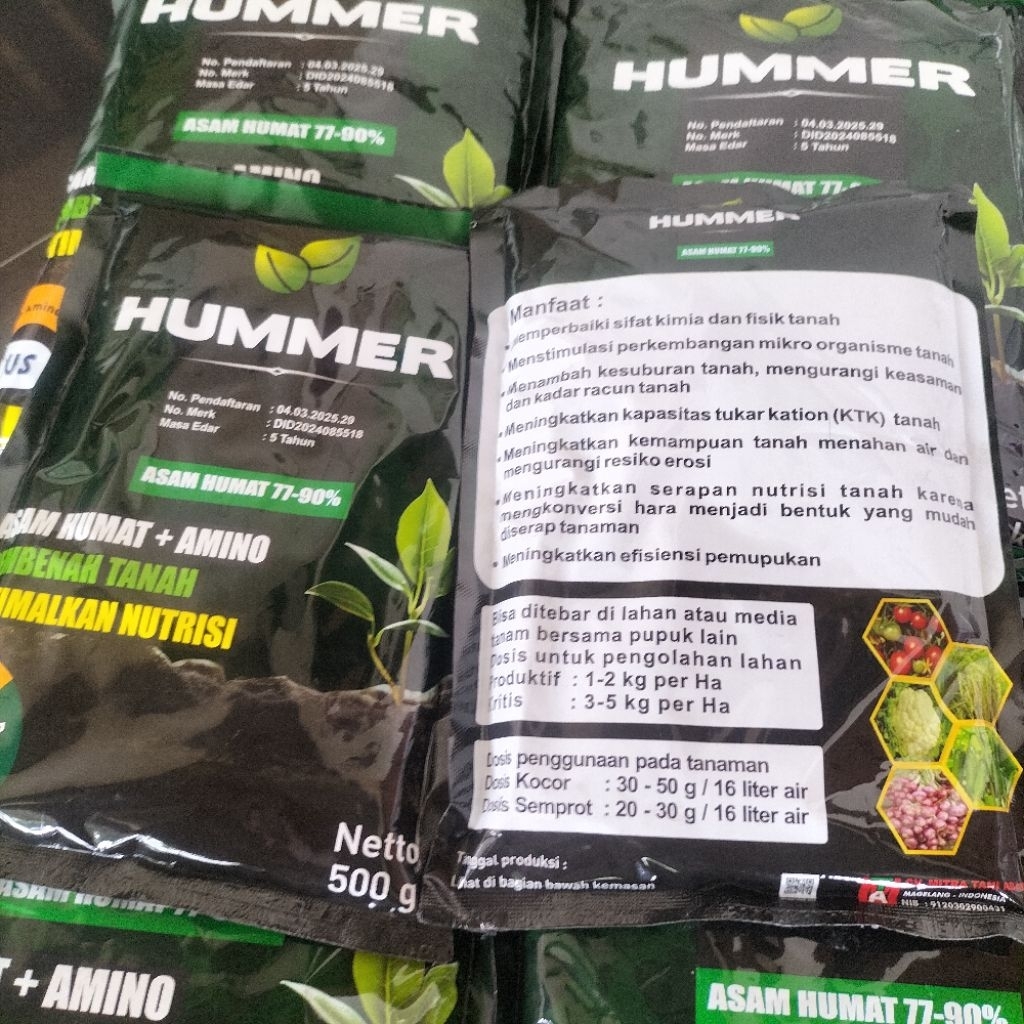 HUMMER
No. Pendaftaran : 04.03.2025.29
No. Merk : DID2024085518
Masa Edar : 5 Tahun
ASAM HUMAT 77-90%
AMINO
HUMMER
No. Pendaftaran : 04.03.2025.29
No. Merk : DID2024085518
Masa Edar : 5 Tahun
HUMMER
No. Pendaftaran : 04.03.2025.29
No. Merk : DID2024085518
Masa Edar : 5 Tahun
ASAM HUMAT 77-90%
ASAM HUMAT + AMINO
MBENAH TANAH
IMALKAN NUTRISI
Netto
500 g
HUMMER
ASAM HUMAT 77-90%
Manfaat :
• Memperbaiki sifat kimia dan fisik tanah
• Menstimulasi perkembangan mikro organisme tanah
• Menambah kesuburan tanah, mengurangi keasaman
dan kadar racun tanah
• Meningkatkan kapasitas tukar kation (KTK) tanah
• Meningkatkan kemampuan tanah menahan air dan
mengurangi resiko erosi
• Meningkatkan serapan nutrisi tanah karena
mengkonversi hara menjadi bentuk yang mudah
diserap tanaman
• Meningkatkan efisiensi pemupukan
Bisa ditebar di lahan atau media
tanam bersama pupuk lain
Dosis untuk pengolahan lahan
Produktif : 1-2 kg per Ha
Kritis : 3-5 kg per Ha
Dosis penggunaan pada tanaman
Dosis Kocor : 30 - 50 g / 16 liter air
Dosis Semprot : 20 - 30 g / 16 liter air
Tanggal produksi :
Lihat di bagian bawah kemasan
CV. MITRA TANI
MAGELANG - INDONESIA
NIB : 9120302900431
+ AMINO
ASAM HUMAT 77-90%